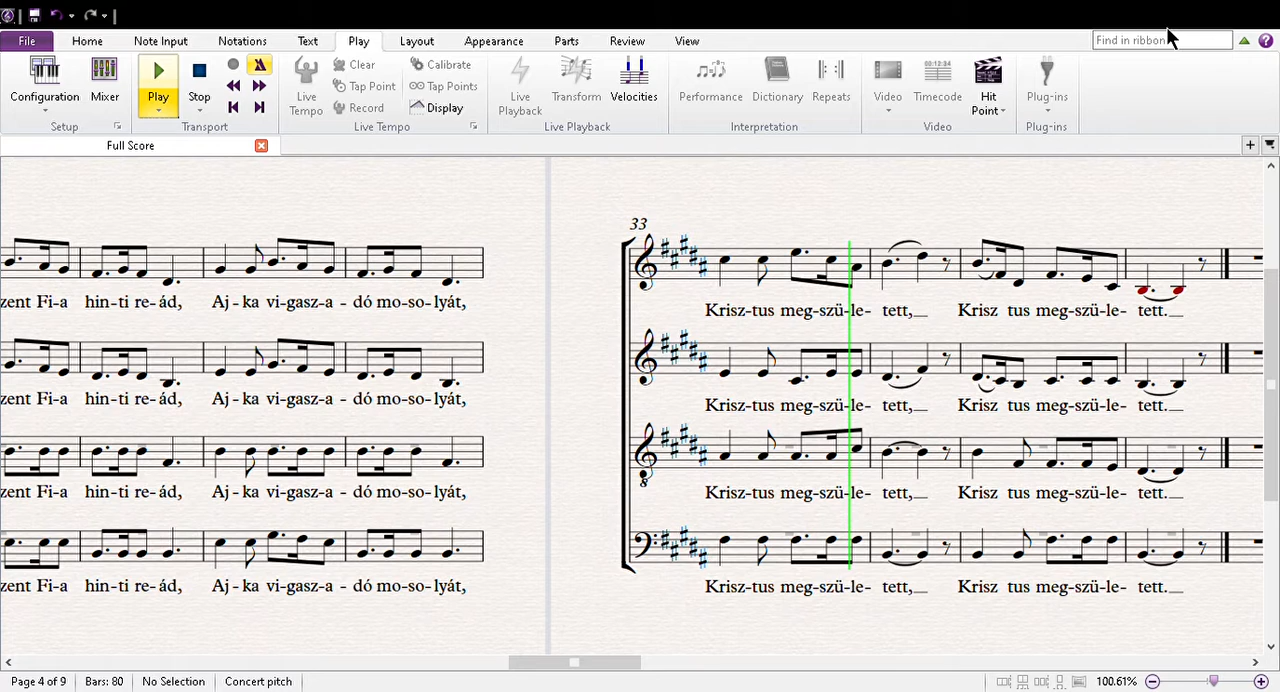 File Home Note Input Notations Text Play Layout Appearance Parts Review View Find in ribbon
Configuration Mixer Play Stop Live Tempo Clear Tap Point Record Calibrate Tap Points Display Live Playback Transform Velocities Performance Dictionary Repeats Video Timecode Hit Point Plug-ins
Setup Transport Live Tempo Live Playback Interpretation Video Plug-ins
Full Score
33
zent Fi-a hin-ti re-ád, Aj-ka vi-gasz-a-dó mo-so-lyát, Krisz-tus meg-szü-le-tett,__ Krisz tus meg-szü-le-tett.__
zent Fi-a hin-ti re-ád, Aj-ka vi-gasz-a-dó mo-so-lyát, Krisz-tus meg-szü-le-tett,__ Krisz tus meg-szü-le-tett.__
8
zent Fi-a hin-ti re-ád, Aj-ka vi-gasz-a-dó mo-so-lyát, Krisz-tus meg-szü-le-tett,__ Krisz tus meg-szü-le-tett.__
zent Fi-a hin-ti re-ád, Aj-ka vi-gasz-a-dó mo-so-lyát, Krisz-tus meg-szü-le-tett,__ Krisz tus meg-szü-le-tett.__
Page 4 of 9 Bars: 80 No Selection Concert pitch 100.61%